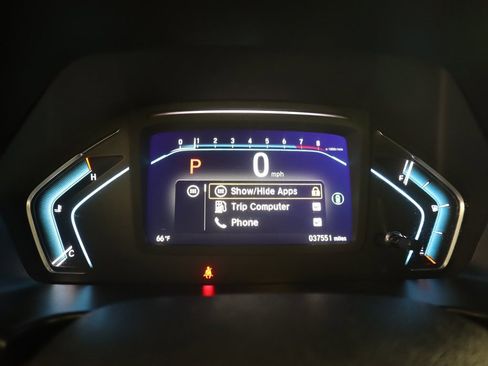 0 1 2 3 4 5 6 7 8
H
P 0 mph
F
Show/Hide Apps
Trip Computer
Phone
C
66°F
037551 miles